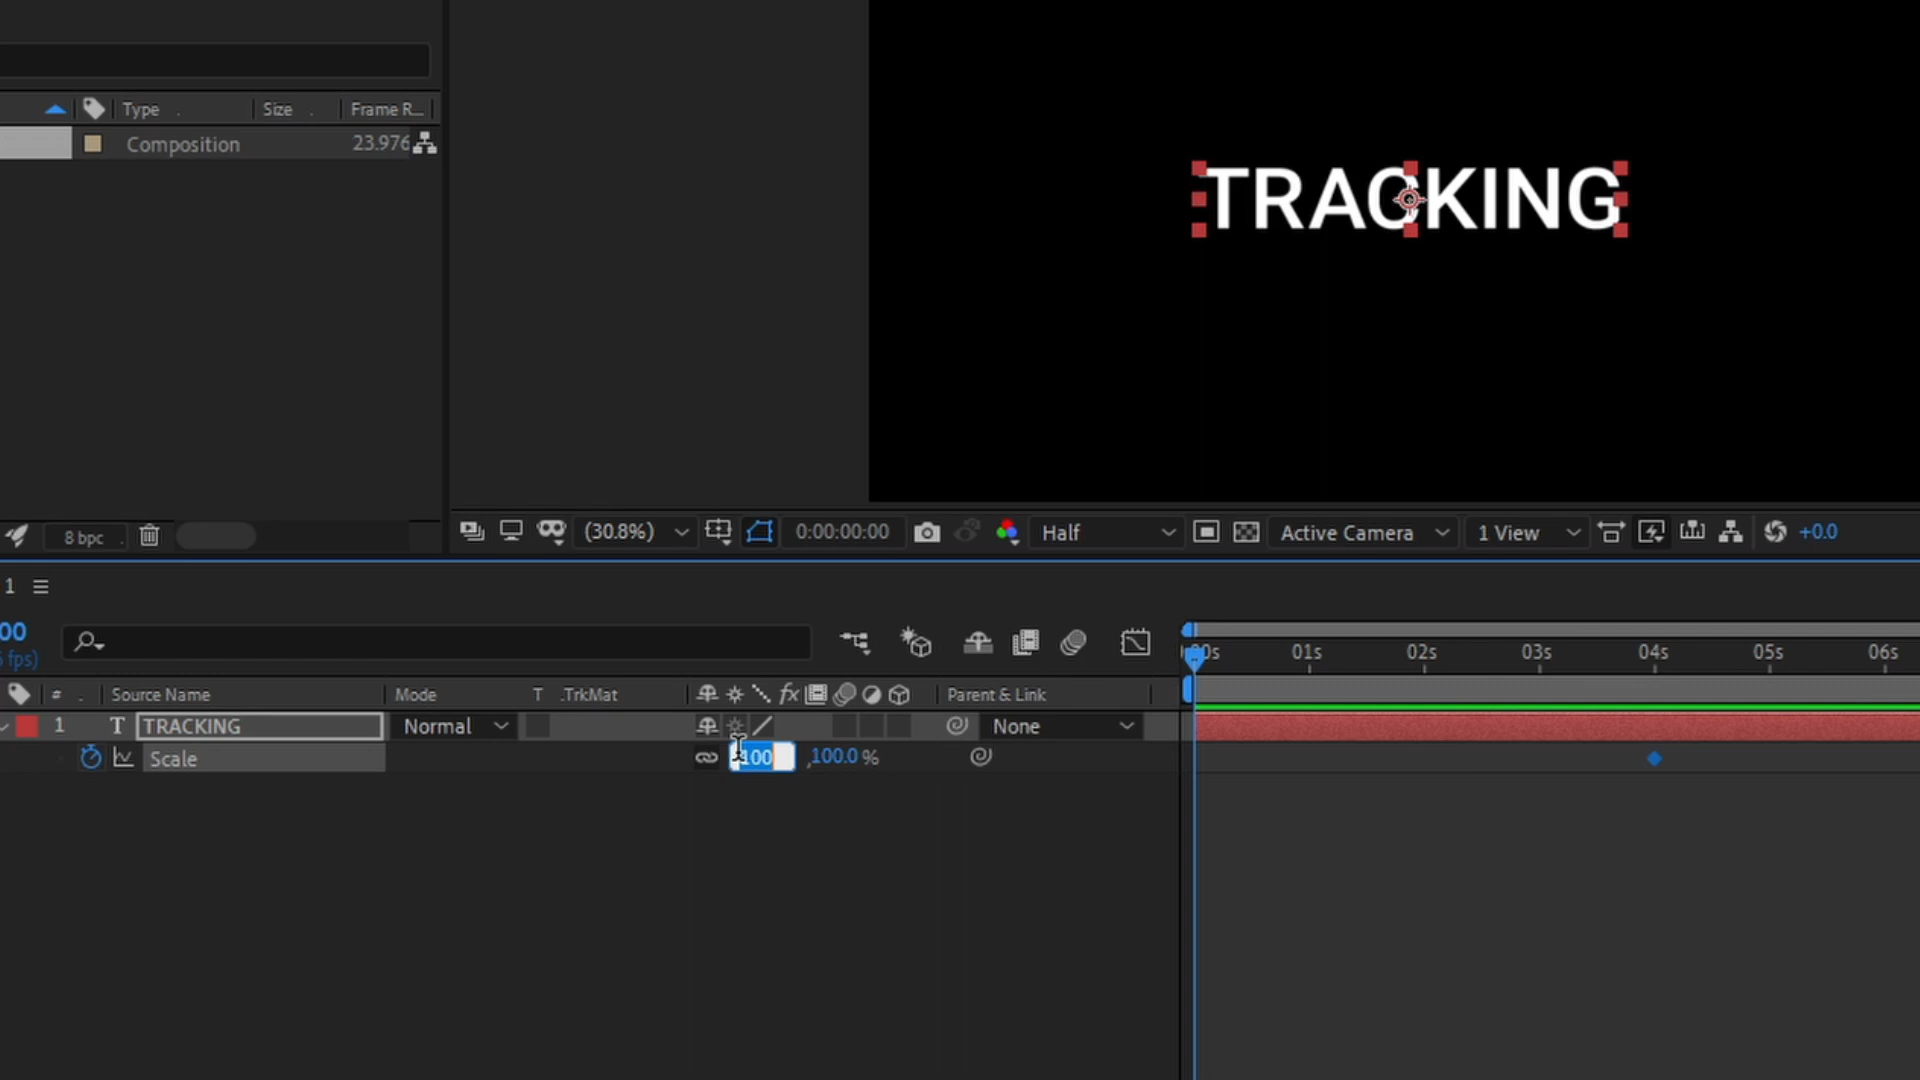 Type
Size
Frame R...
Composition
23.976
TRACKING
8 bpc
(30.8%)
0:00:00:00
Half
Active Camera
1 View
+0.0
1
00
fps)
01s
02s
03s
04s
05s
06s
#
Source Name
Mode
T
.TrkMat
fx
Parent & Link
1
T
TRACKING
Normal
None
Scale
100
,100.0 %